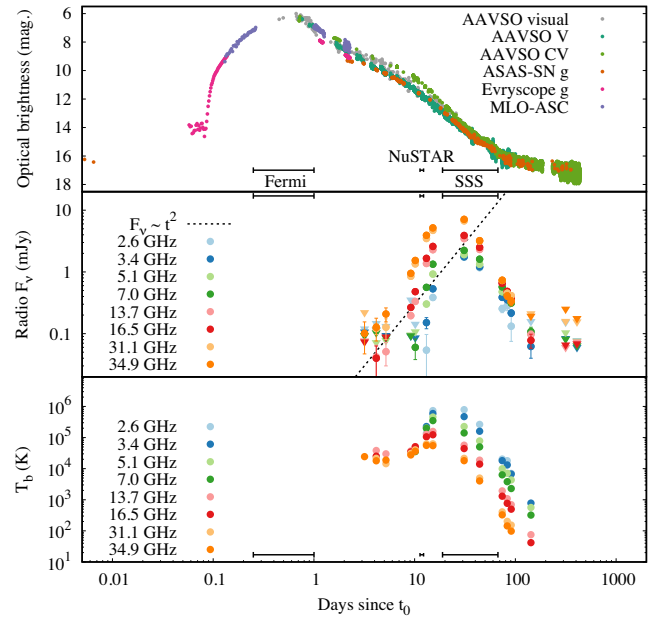 Optical brightness (mag.)
6
8
10
12
14
16
18
AAVSO visual
AAVSO V
AAVSO CV
ASAS-SN g
Evryscope g
MLO-ASC
NuSTAR
Fermi
SSS
Radio F_ν (mJy)
10
1
0.1
F_ν ~ t^2
2.6 GHz
3.4 GHz
5.1 GHz
7.0 GHz
13.7 GHz
16.5 GHz
31.1 GHz
34.9 GHz
T_b (K)
10^6
10^5
10^4
10^3
10^2
10^1
2.6 GHz
3.4 GHz
5.1 GHz
7.0 GHz
13.7 GHz
16.5 GHz
31.1 GHz
34.9 GHz
0.01 0.1 1 10 100 1000
Days since t_0